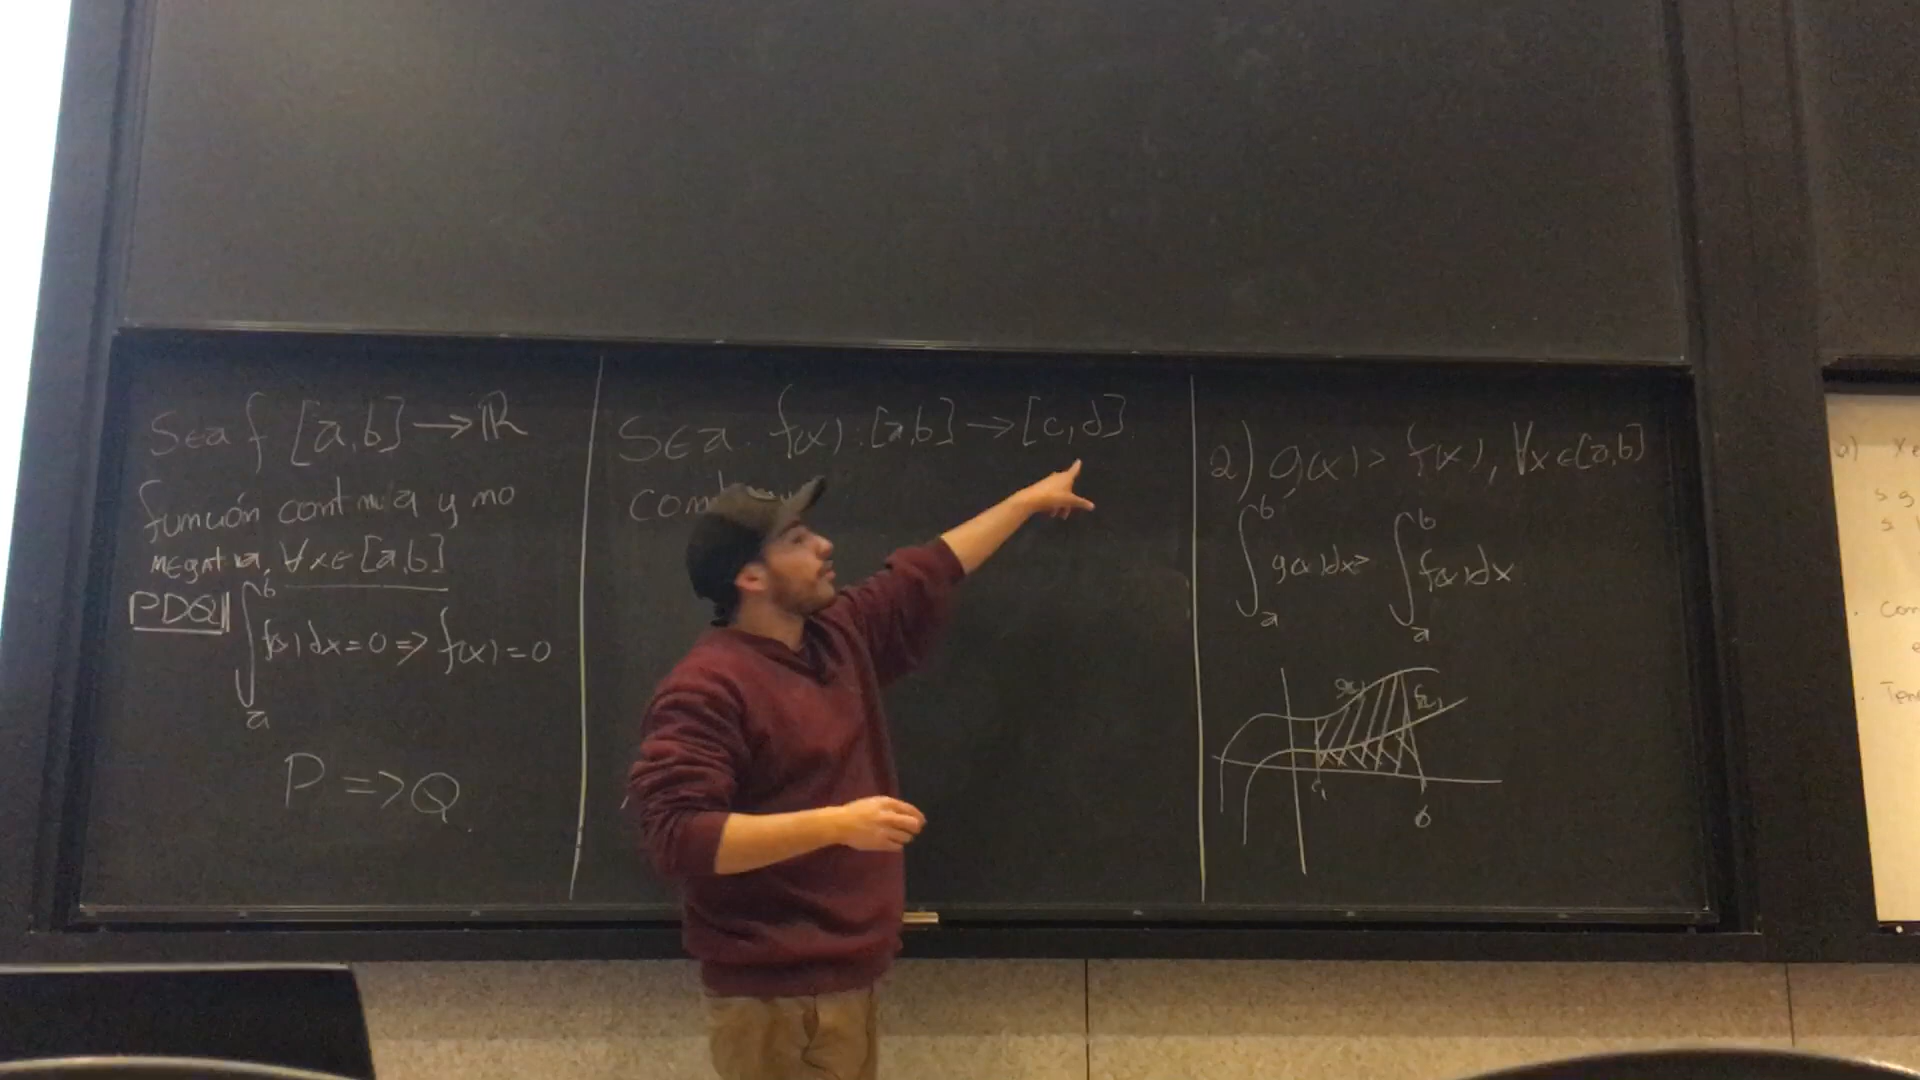 Sea f [a,b] → ℝ
función continua y no
negativa, ∀x∈[a,b]
PDQ ∫_a^b f(x)dx=0 => f(x)=0
P => Q
Sea f(x): [a,b] → [c,d]
2) g(x) > f(x), ∀x∈[a,b]
∫_a^b g(x)dx > ∫_a^b f(x)dx
g(x)
f(x)
a
b